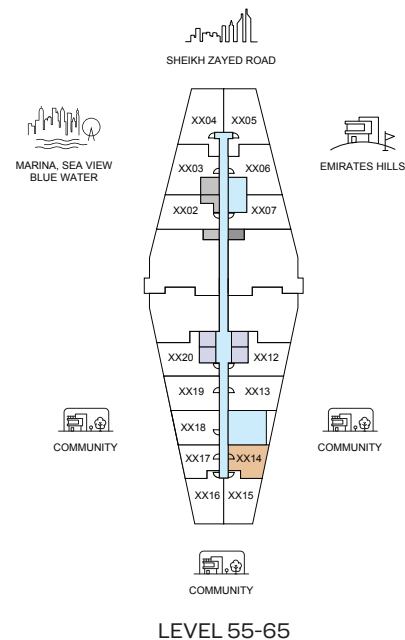 SHEIKH ZAYED ROAD
XX04 XX05
MARINA, SEA VIEW
BLUE WATER
EMIRATES HILLS
XX03 XX06
XX02 XX07
XX20 XX12
XX19 XX13
XX18
COMMUNITY
COMMUNITY
XX17 XX14
XX16 XX15
COMMUNITY
LEVEL 55-65